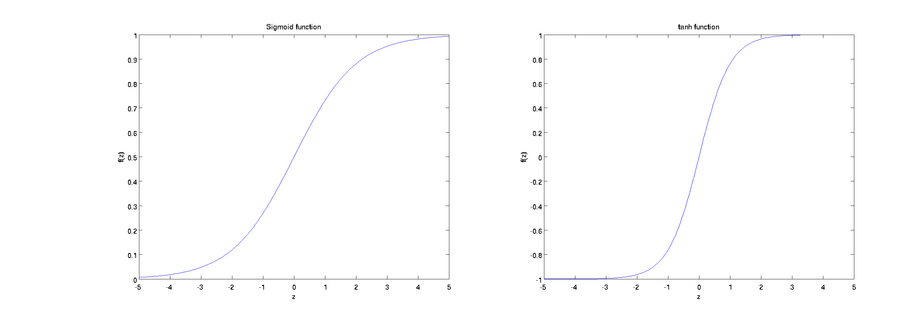 Sigmoid function
1
0.9
0.8
0.7
0.6
0.5
0.4
0.3
0.2
0.1
0
f(z)
-5 -4 -3 -2 -1 0 1 2 3 4 5
z
tanh function
1
0.8
0.6
0.4
0.2
0
-0.2
-0.4
-0.6
-0.8
-1
f(z)
-5 -4 -3 -2 -1 0 1 2 3 4 5
z